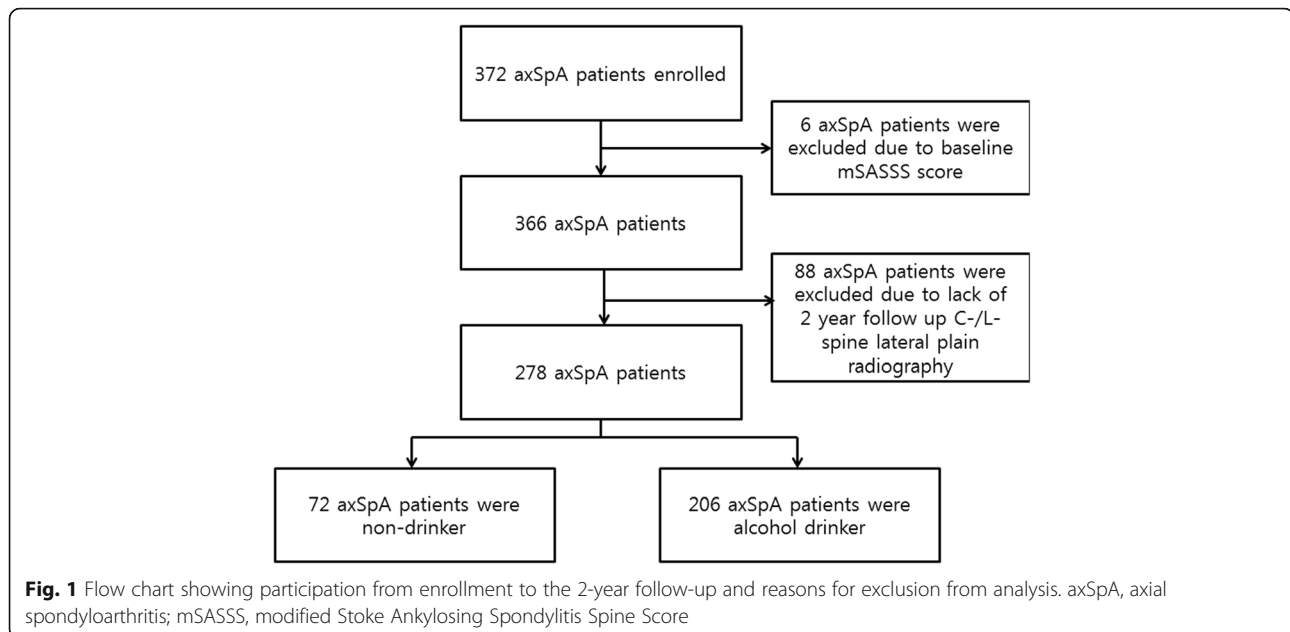 372 axSpA patients enrolled
6 axSpA patients were
excluded due to baseline
mSASSS score
366 axSpA patients
88 axSpA patients were
excluded due to lack of
2 year follow up C-/L-
spine lateral plain
radiography
278 axSpA patients
72 axSpA patients were
non-drinker
206 axSpA patients were
alcohol drinker
Fig. 1 Flow chart showing participation from enrollment to the 2-year follow-up and reasons for exclusion from analysis. axSpA, axial
spondyloarthritis; mSASSS, modified Stoke Ankylosing Spondylitis Spine Score